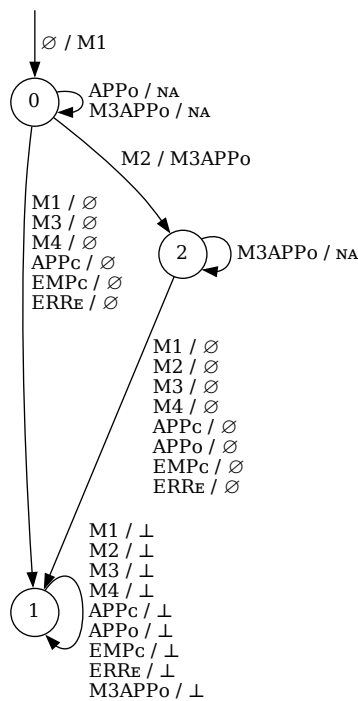 ∅ / M1
0
APPO / NA
M3APPO / NA
M2 / M3APPO
M1 / ∅
M3 / ∅
M4 / ∅
APPC / ∅
EMPC / ∅
ERRE / ∅
2
M3APPO / NA
M1 / ∅
M2 / ∅
M3 / ∅
M4 / ∅
APPC / ∅
APPO / ∅
EMPC / ∅
ERRE / ∅
1
M1 / ⊥
M2 / ⊥
M3 / ⊥
M4 / ⊥
APPC / ⊥
APPO / ⊥
EMPC / ⊥
ERRE / ⊥
M3APPO / ⊥